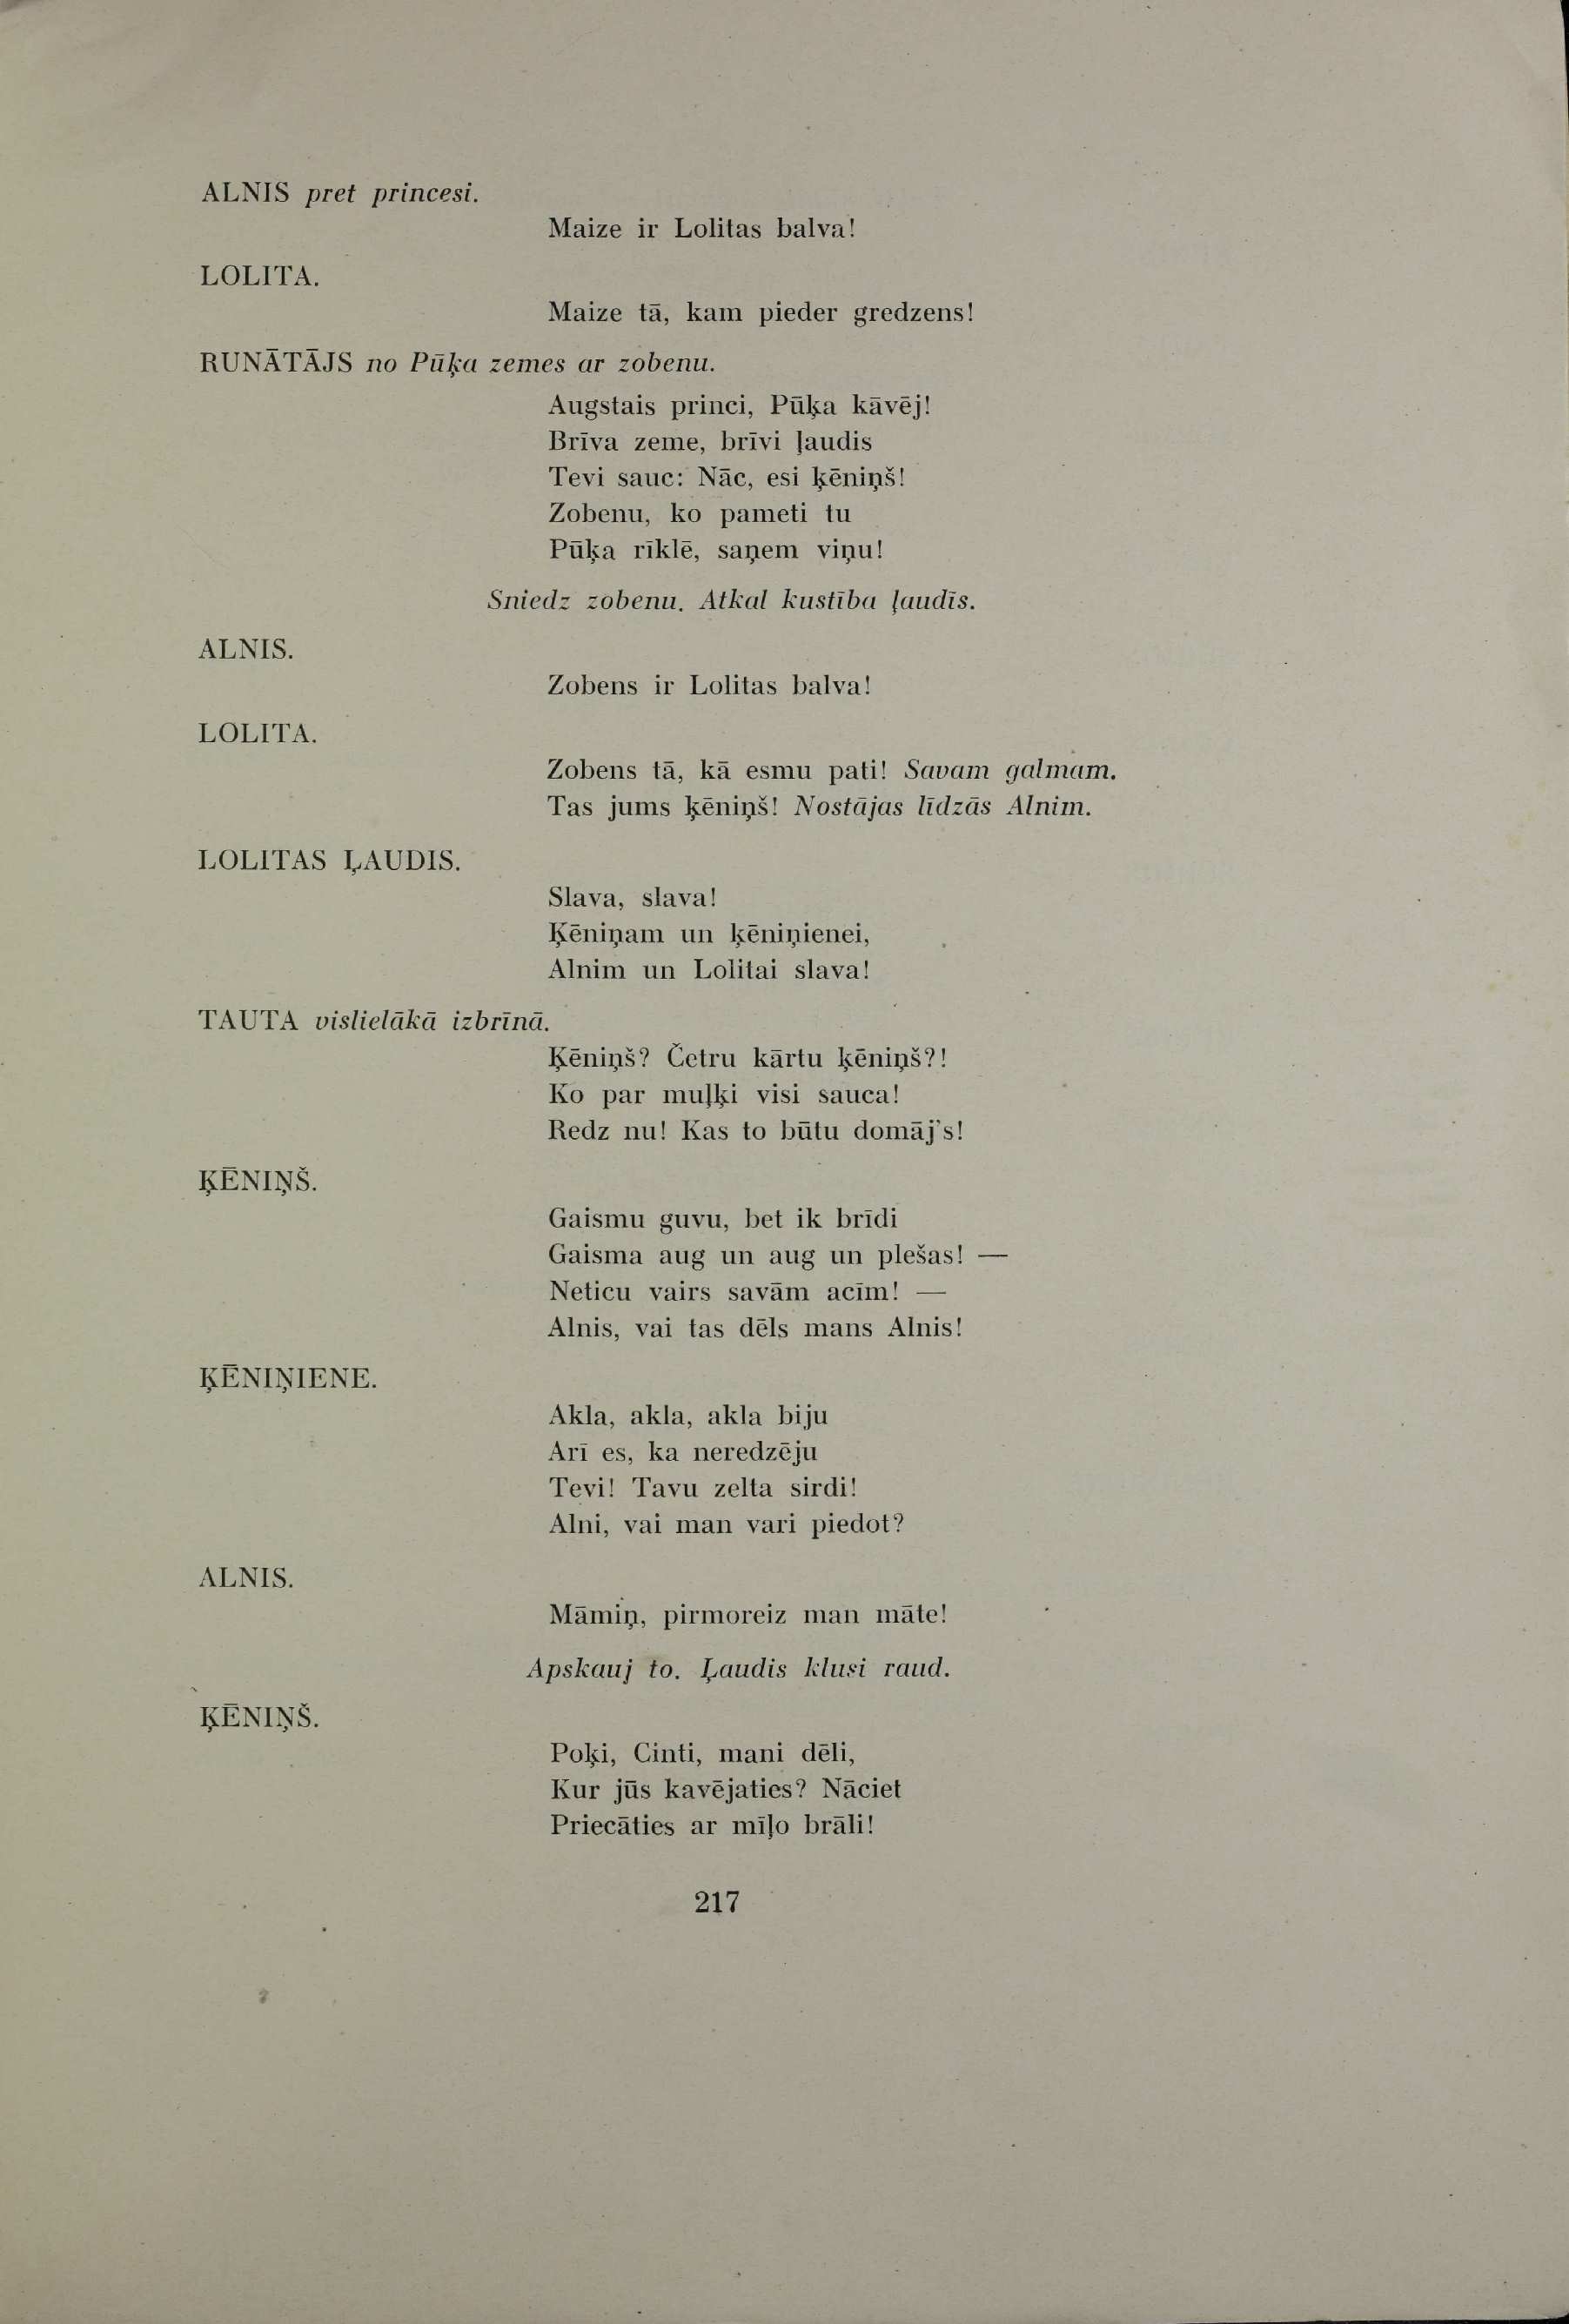 ALNIS pret princesi.
Maize ir Lolitas balva!
LOLITA.
Maize tā, kam pieder gredzens!
RUNĀTĀJS no Pūķa zemes ar zobenu.
Augstais princi, Pūķa kāvēj!
Brīva zeme, brīvi ļaudis
Tevi sauc: Nāc, esi ķēniņš!
Zobenu, ko pameti tu
Pūķa rīklē, saņem viņu!
Sniedz zobenu. Atkal kustība ļaudīs.
ALNIS.
Zobens ir Lolitas balva!
LOLITA.
Zobens tā, kā esmu pati! Savam galmam.
Tas jums ķēniņš! Nostājas līdzās Alnim.
LOLITAS ĻAUDIS.
Slava, slava!
Ķēniņam un ķēniņienei,
Alnim un Lolitai slava!
TAUTA vislielākā izbrīnā.
Ķēniņš? Četru kārtu ķēniņš?!
Ko par muļķi visi sauca!
Redz nu! Kas to būtu domāj's!
ĶĒNIŅŠ.
Gaismu guvu, bet ik brīdi
Gaisma aug un aug un plešas! —
Neticu vairs savām acīm! —
Alnis, vai tas dēls mans Alnis!
ĶĒNIŅIENE.
Akla, akla, akla biju
Arī es, ka neredzēju
Tevi! Tavu zelta sirdi!
Alni, vai man vari piedot?
ALNIS.
Māmiņ, pirmoreiz man māte!
Apskauj to. Ļaudis klusi raud.
ĶĒNIŅŠ.
Poķi, Cinti, mani dēli,
Kur jūs kavējaties? Nāciet
Priecāties ar mīļo brāli!
217